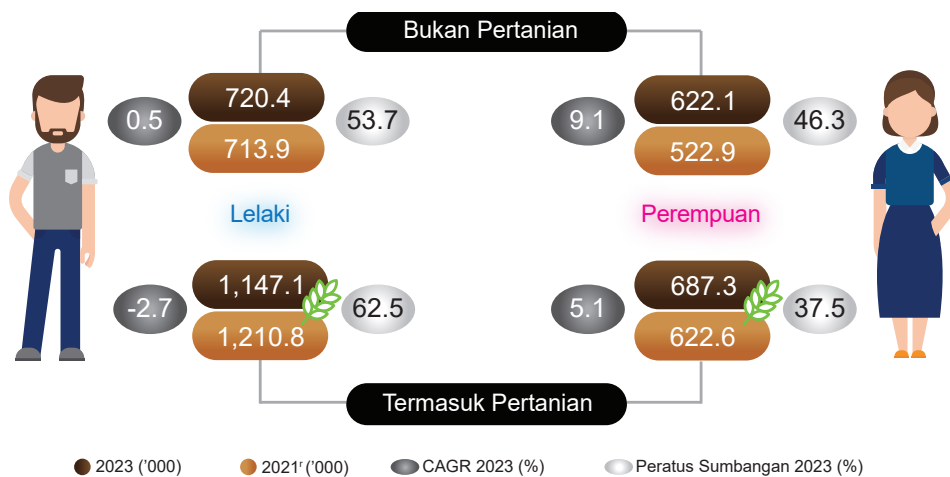 Bukan Pertanian
0.5
720.4
713.9
53.7
9.1
622.1
522.9
46.3
Lelaki
Perempuan
-2.7
1,147.1
1,210.8
62.5
5.1
687.3
622.6
37.5
Termasuk Pertanian
2023 ('000)
2021ʳ ('000)
CAGR 2023 (%)
Peratus Sumbangan 2023 (%)